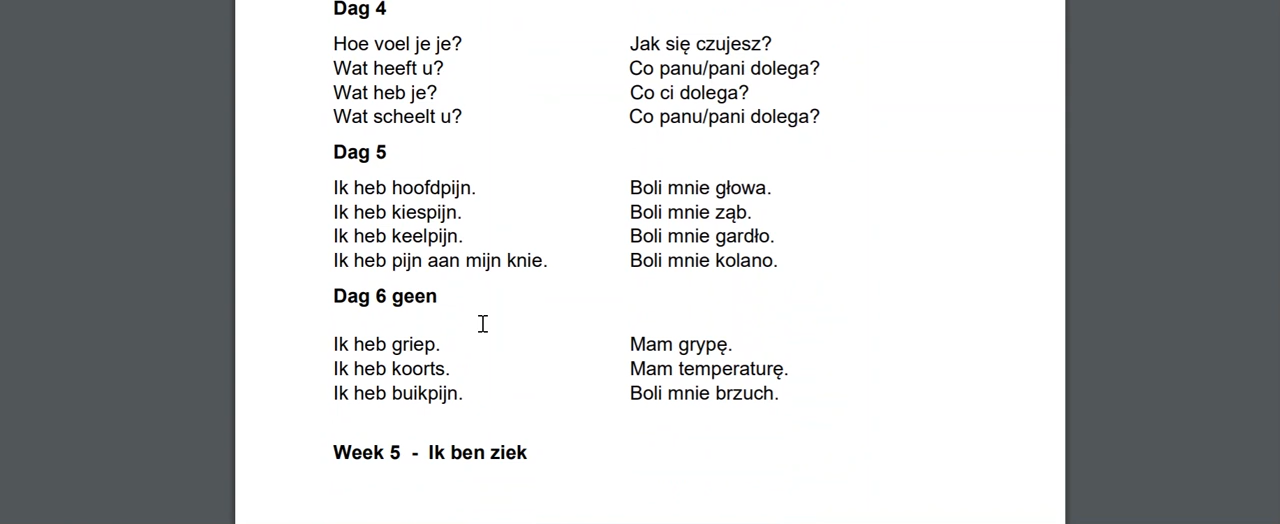 Dag 4
Hoe voel je je? Jak się czujesz?
Wat heeft u? Co panu/pani dolega?
Wat heb je? Co ci dolega?
Wat scheelt u? Co panu/pani dolega?
Dag 5
Ik heb hoofdpijn. Boli mnie głowa.
Ik heb kiespijn. Boli mnie ząb.
Ik heb keelpijn. Boli mnie gardło.
Ik heb pijn aan mijn knie. Boli mnie kolano.
Dag 6 geen
Ik heb griep. Mam grypę.
Ik heb koorts. Mam temperaturę.
Ik heb buikpijn. Boli mnie brzuch.
Week 5 - Ik ben ziek